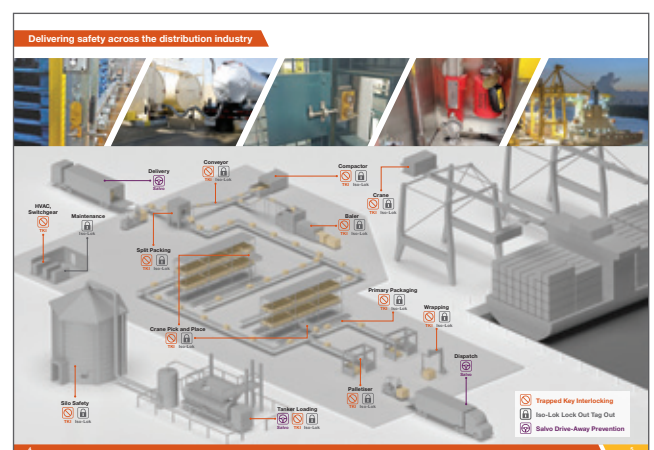 Delivering safety across the distribution industry
Conveyor
TKI Iso-Lok
Compactor
TKI Iso-Lok
Delivery
Salvo
Crane
TKI Iso-Lok
HVAC,
Switchgear
TKI
Maintenance
Iso-Lok
Baler
TKI Iso-Lok
Split Packing
TKI Iso-Lok
Primary Packaging
TKI Iso-Lok
Wrapping
TKI Iso-Lok
Crane Pick and Place
TKI Iso-Lok
Dispatch
Salvo
Palletiser
TKI Iso-Lok
Silo Safety
TKI Iso-Lok
Tanker Loading
Salvo TKI Iso-Lok
Trapped Key Interlocking
Iso-Lok Lock Out Tag Out
Salvo Drive-Away Prevention